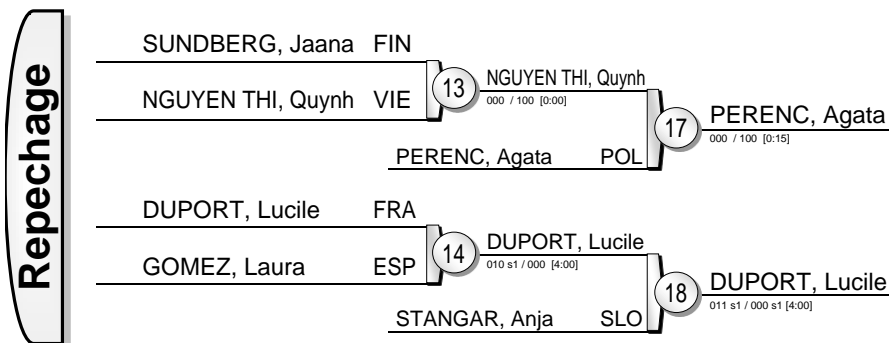 Repechage
SUNDBERG, Jaana FIN
NGUYEN THI, Quynh VIE
13
NGUYEN THI, Quynh
000 / 100 [0:00]
PERENC, Agata POL
17
PERENC, Agata
000 / 100 [0:15]
DUPORT, Lucile FRA
GOMEZ, Laura ESP
14
DUPORT, Lucile
010 s1 / 000 [4:00]
STANGAR, Anja SLO
18
DUPORT, Lucile
011 s1 / 000 s1 [4:00]